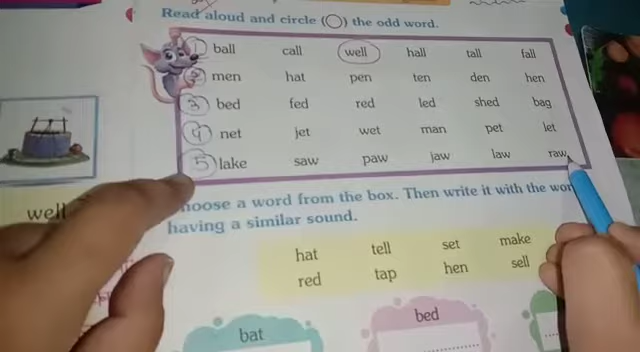 Read aloud and circle ( ) the odd word.
1 ball call well hall tall fall
2 men hat pen ten den hen
3 bed fed red led shed bag
4 net jet wet man pet let
5 lake saw paw jaw law raw
hoose a word from the box. Then write it with the wor
having a similar sound.
well
hat tell set make
red tap hen sell
bat bed